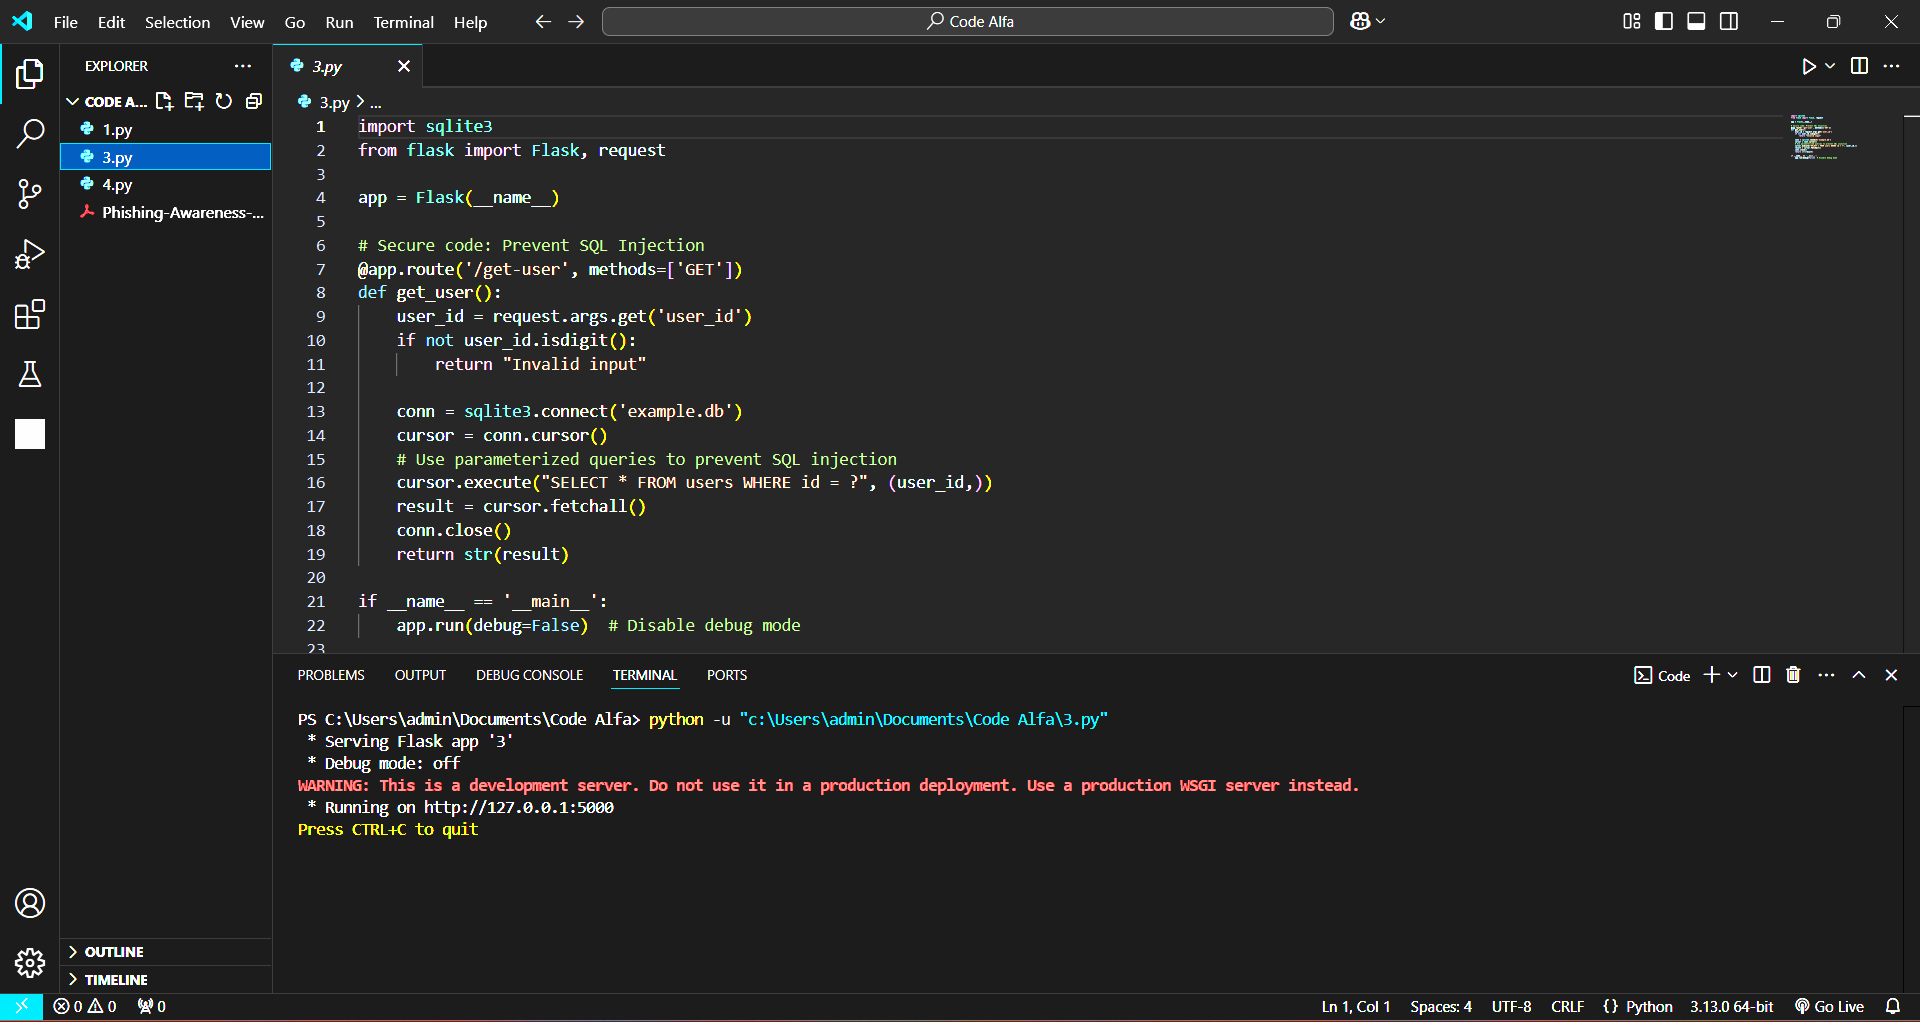 File Edit Selection View Go Run Terminal Help
Code Alfa
EXPLORER
CODE A...
1.py
3.py
4.py
Phishing-Awareness-...
OUTLINE
TIMELINE
3.py
3.py > ...
1 import sqlite3
2 from flask import Flask, request
3
4 app = Flask(__name__)
5
6 # Secure code: Prevent SQL Injection
7 @app.route('/get-user', methods=['GET'])
8 def get_user():
9     user_id = request.args.get('user_id')
10     if not user_id.isdigit():
11         return "Invalid input"
12
13     conn = sqlite3.connect('example.db')
14     cursor = conn.cursor()
15     # Use parameterized queries to prevent SQL injection
16     cursor.execute("SELECT * FROM users WHERE id = ?", (user_id,))
17     result = cursor.fetchall()
18     conn.close()
19     return str(result)
20
21 if __name__ == '__main__':
22     app.run(debug=False)  # Disable debug mode
23
PROBLEMS OUTPUT DEBUG CONSOLE TERMINAL PORTS
Code
PS C:\Users\admin\Documents\Code Alfa> python -u "c:\Users\admin\Documents\Code Alfa\3.py"
 * Serving Flask app '3'
 * Debug mode: off
WARNING: This is a development server. Do not use it in a production deployment. Use a production WSGI server instead.
 * Running on http://127.0.0.1:5000
Press CTRL+C to quit
0 0 0
Ln 1, Col 1 Spaces: 4 UTF-8 CRLF {} Python 3.13.0 64-bit Go Live